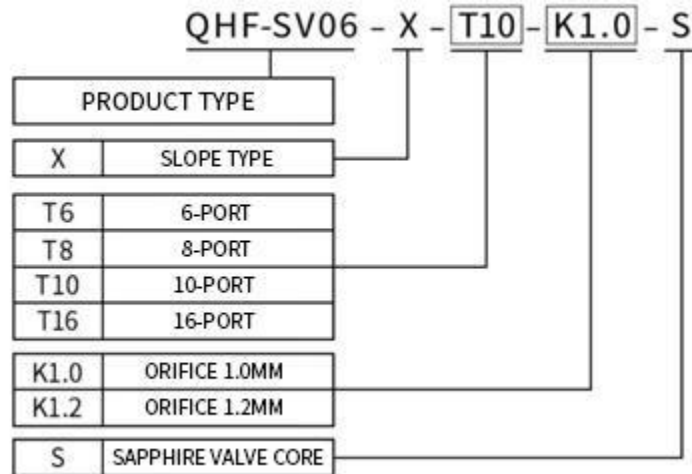 QHF-SV06 - X - T10 - K1.0 - S
PRODUCT TYPE
X SLOPE TYPE
T6 6-PORT
T8 8-PORT
T10 10-PORT
T16 16-PORT
K1.0 ORIFICE 1.0MM
K1.2 ORIFICE 1.2MM
S SAPPHIRE VALVE CORE